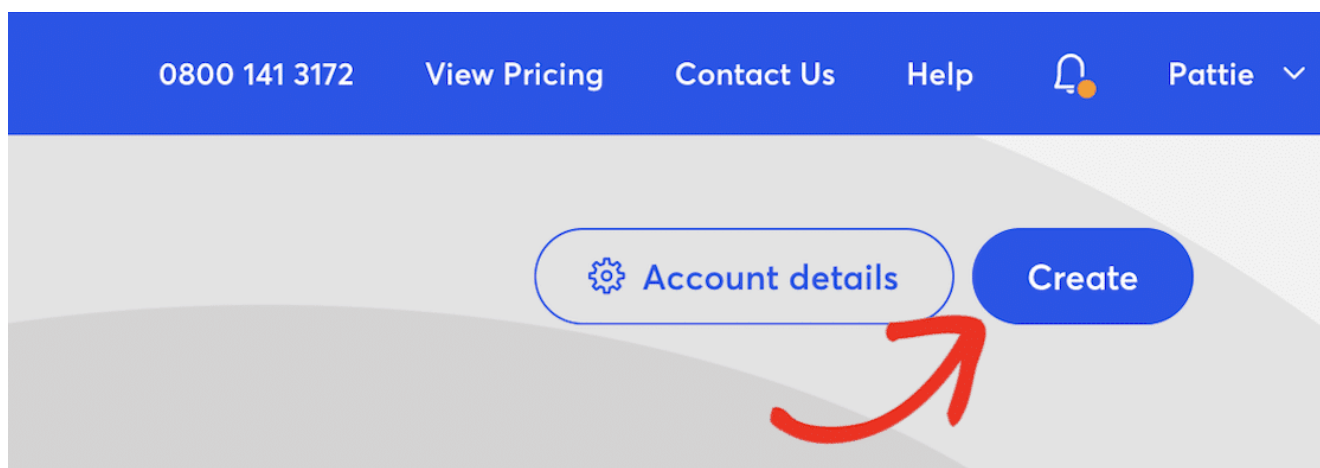 0800 141 3172 View Pricing Contact Us Help Pattie
Account details Create